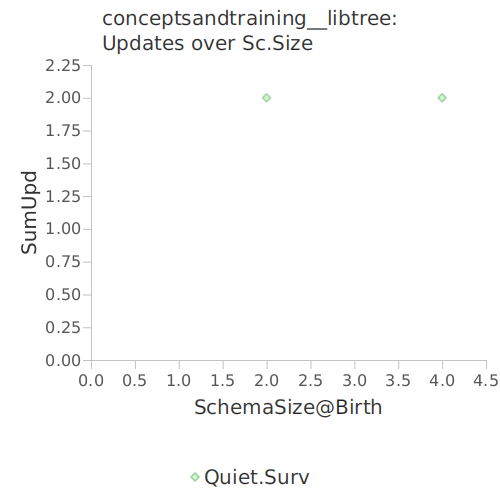 conceptsandtraining__libtree:
Updates over Sc.Size
2.25
2.00
1.75
1.50
1.25
1.00
0.75
0.50
0.25
0.00
SumUpd
0.0 0.5 1.0 1.5 2.0 2.5 3.0 3.5 4.0 4.5
SchemaSize@Birth
Quiet.Surv